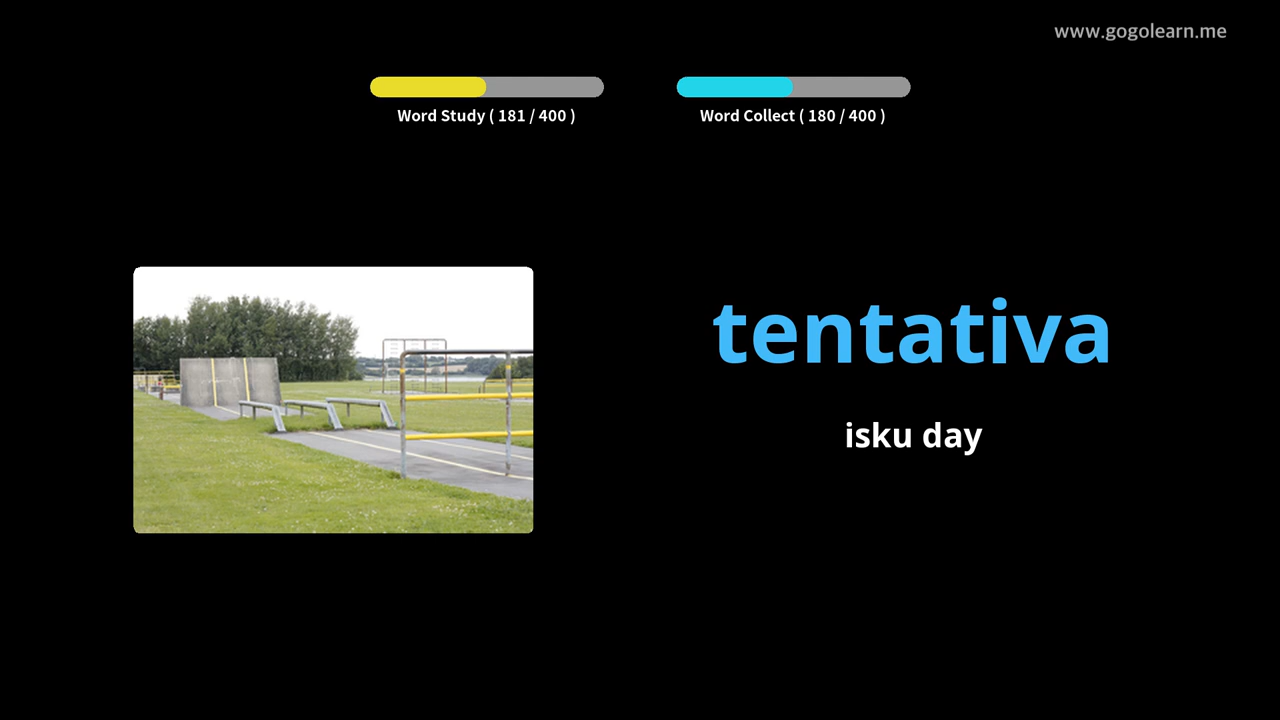 www.gogolearn.me
Word Study ( 181 / 400 )
Word Collect ( 180 / 400 )
tentativa
isku day